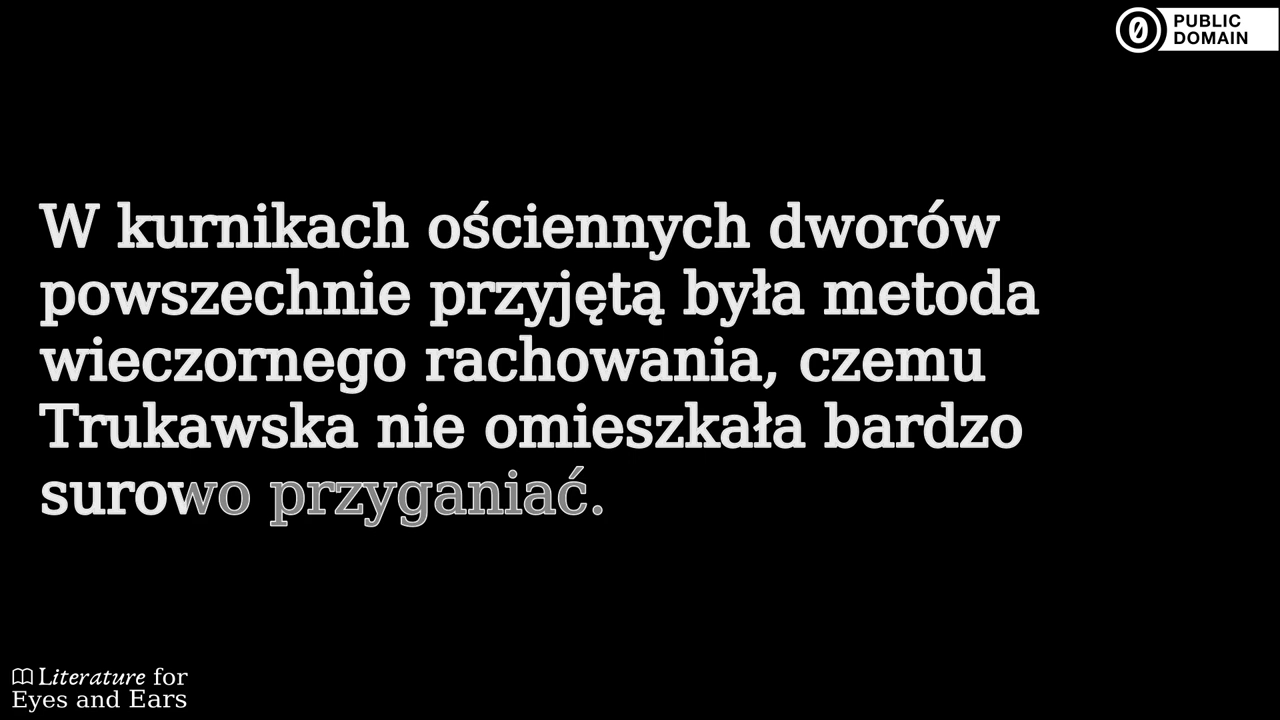 PUBLIC
DOMAIN
W kurnikach ościennych dworów
powszechnie przyjętą była metoda
wieczornego rachowania, czemu
Trukawska nie omieszkała bardzo
surowo przyganiać.
Literature for
Eyes and Ears